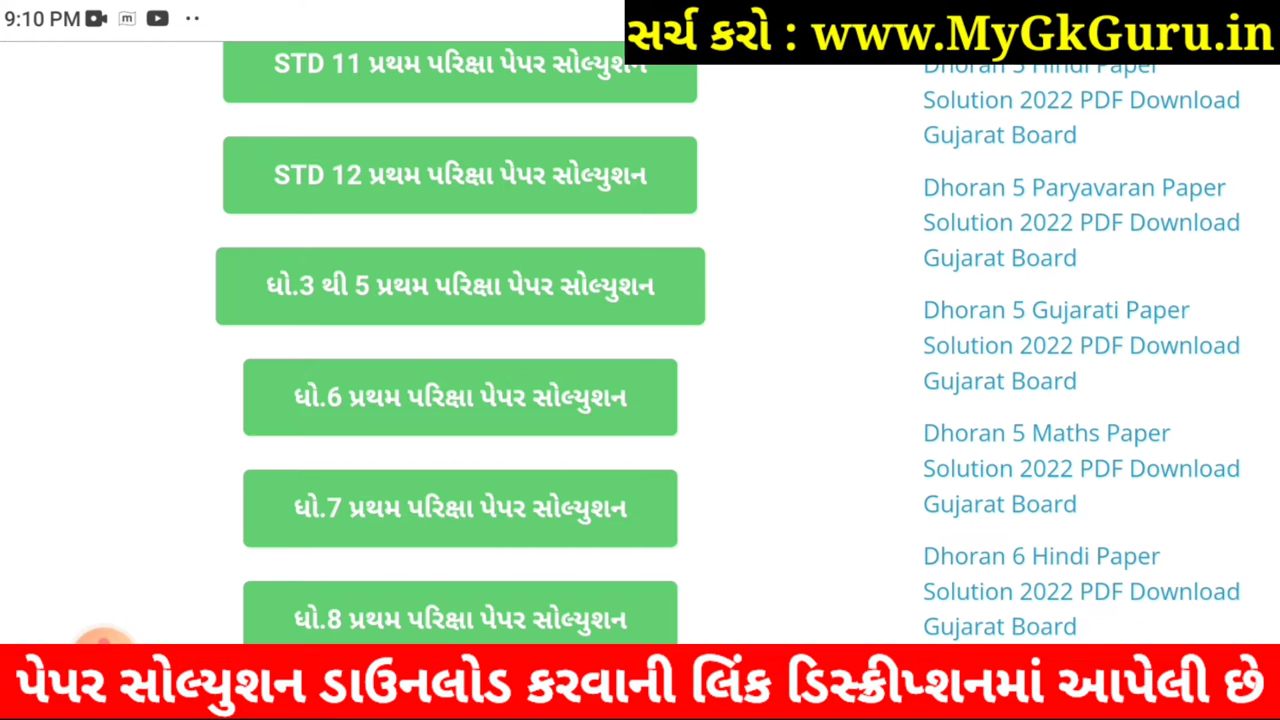 9:10 PM
સર્ચ કરો : www.MyGkGuru.in
STD 11 પ્રથમ પરિક્ષા પેપર સોલ્યુશન
STD 12 પ્રથમ પરિક્ષા પેપર સોલ્યુશન
ધો.3 થી 5 પ્રથમ પરિક્ષા પેપર સોલ્યુશન
ધો.6 પ્રથમ પરિક્ષા પેપર સોલ્યુશન
ધો.7 પ્રથમ પરિક્ષા પેપર સોલ્યુશન
ધો.8 પ્રથમ પરિક્ષા પેપર સોલ્યુશન
Dhoran 5 Hindi Paper
Solution 2022 PDF Download
Gujarat Board
Dhoran 5 Paryavaran Paper
Solution 2022 PDF Download
Gujarat Board
Dhoran 5 Gujarati Paper
Solution 2022 PDF Download
Gujarat Board
Dhoran 5 Maths Paper
Solution 2022 PDF Download
Gujarat Board
Dhoran 6 Hindi Paper
Solution 2022 PDF Download
Gujarat Board
પેપર સોલ્યુશન ડાઉનલોડ કરવાની લિંક ડિસ્ક્રીપ્શનમાં આપેલી છે